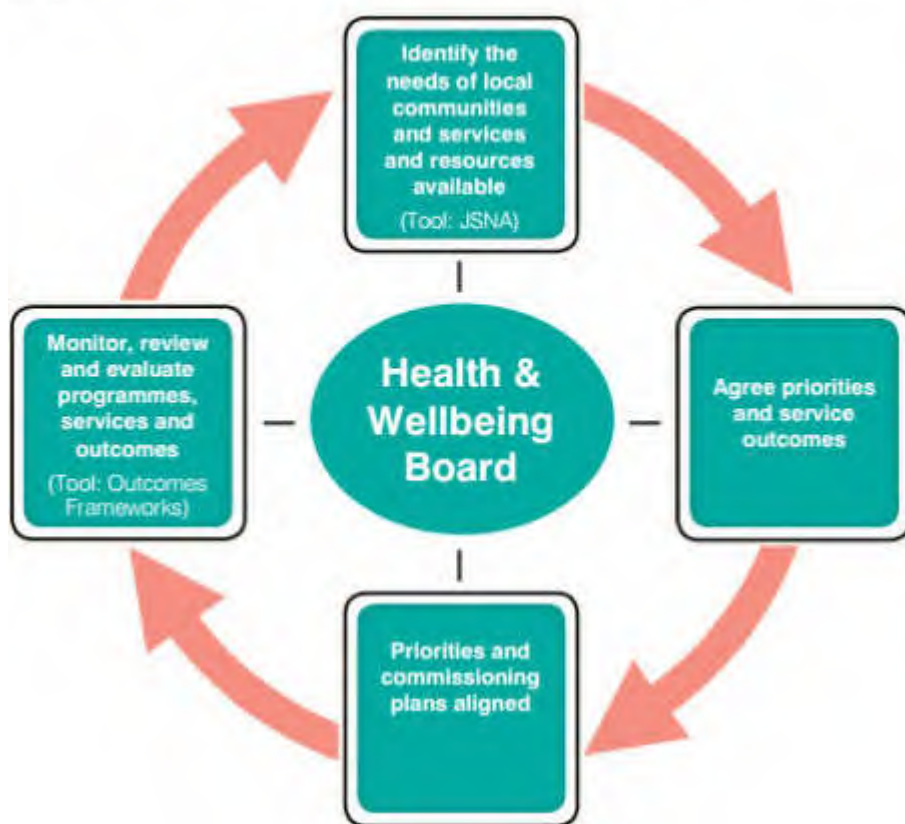 Identify the
needs of local
communities
and services
and resources
available
(Tool: JSNA)
Monitor, review
and evaluate
programmes,
services and
outcomes
(Tool: Outcomes
Frameworks)
Health &
Wellbeing
Board
Agree priorities
and service
outcomes
Priorities and
commissioning
plans aligned